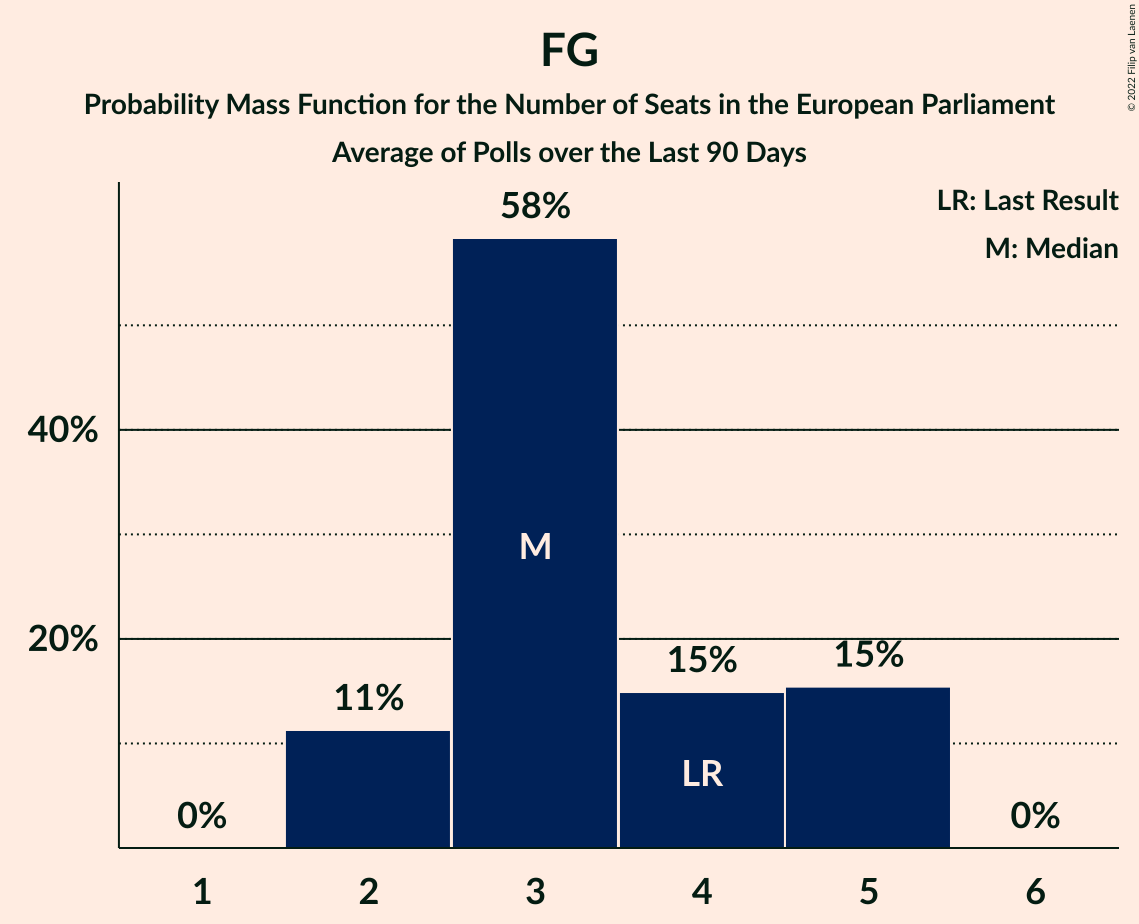 FG
Probability Mass Function for the Number of Seats in the European Parliament
Average of Polls over the Last 90 Days
© 2022 Filip van Laenen
LR: Last Result
M: Median
58%
40%
M
20%
15%
15%
11%
LR
0%
0%
1 2 3 4 5 6